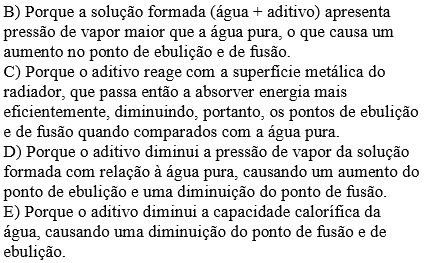 B) Porque a solução formada (água + aditivo) apresenta
pressão de vapor maior que a água pura, o que causa um
aumento no ponto de ebulição e de fusão.
C) Porque o aditivo reage com a superfície metálica do
radiador, que passa então a absorver energia mais
eficientemente, diminuindo, portanto, os pontos de ebulição
e de fusão quando comparados com a água pura.
D) Porque o aditivo diminui a pressão de vapor da solução
formada com relação à água pura, causando um aumento do
ponto de ebulição e uma diminuição do ponto de fusão.
E) Porque o aditivo diminui a capacidade calorífica da
água, causando uma diminuição do ponto de fusão e de
ebulição.